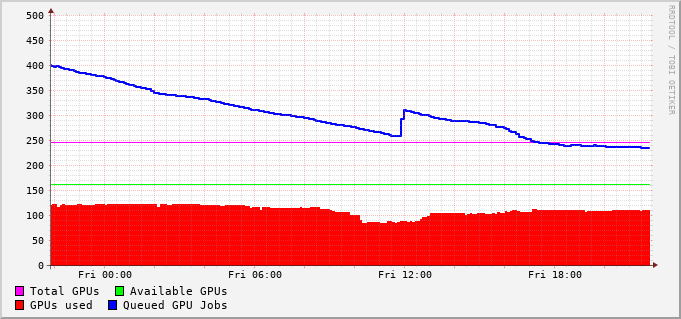 500
450
400
350
300
250
200
150
100
50
0
Fri 00:00 Fri 06:00 Fri 12:00 Fri 18:00
Total GPUs Available GPUs
GPUs used Queued GPU Jobs
RRDTOOL / TOBI OETIKER